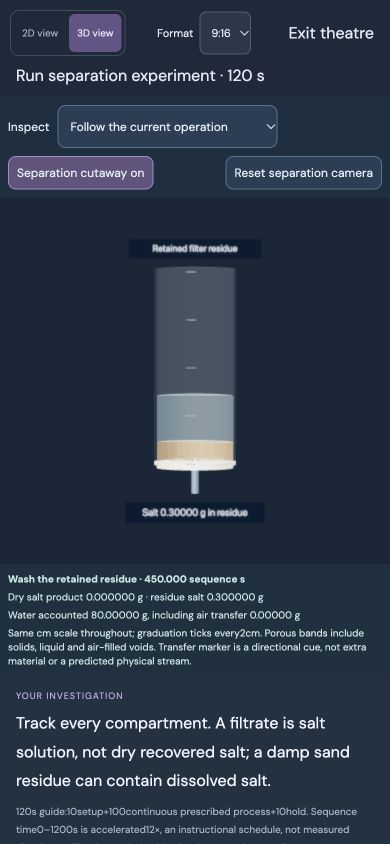 2D view 3D view Format 9:16 Exit theatre
Run separation experiment · 120 s
Inspect Follow the current operation
Separation cutaway on Reset separation camera
Retained filter residue
Salt 0.30000 g in residue
Wash the retained residue · 450.000 sequence s
Dry salt product 0.000000 g · residue salt 0.300000 g
Water accounted 80.00000 g, including air transfer 0.00000 g
Same cm scale throughout; graduation ticks every2cm. Porous bands include
solids, liquid and air-filled voids. Transfer marker is a directional cue, not extra
material or a predicted physical stream.
YOUR INVESTIGATION
Track every compartment. A filtrate is salt
solution, not dry recovered salt; a damp sand
residue can contain dissolved salt.
120s guide:10setup+100continuous prescribed process+10hold. Sequence
time0–1200s is accelerated12×, an instructional schedule, not measured